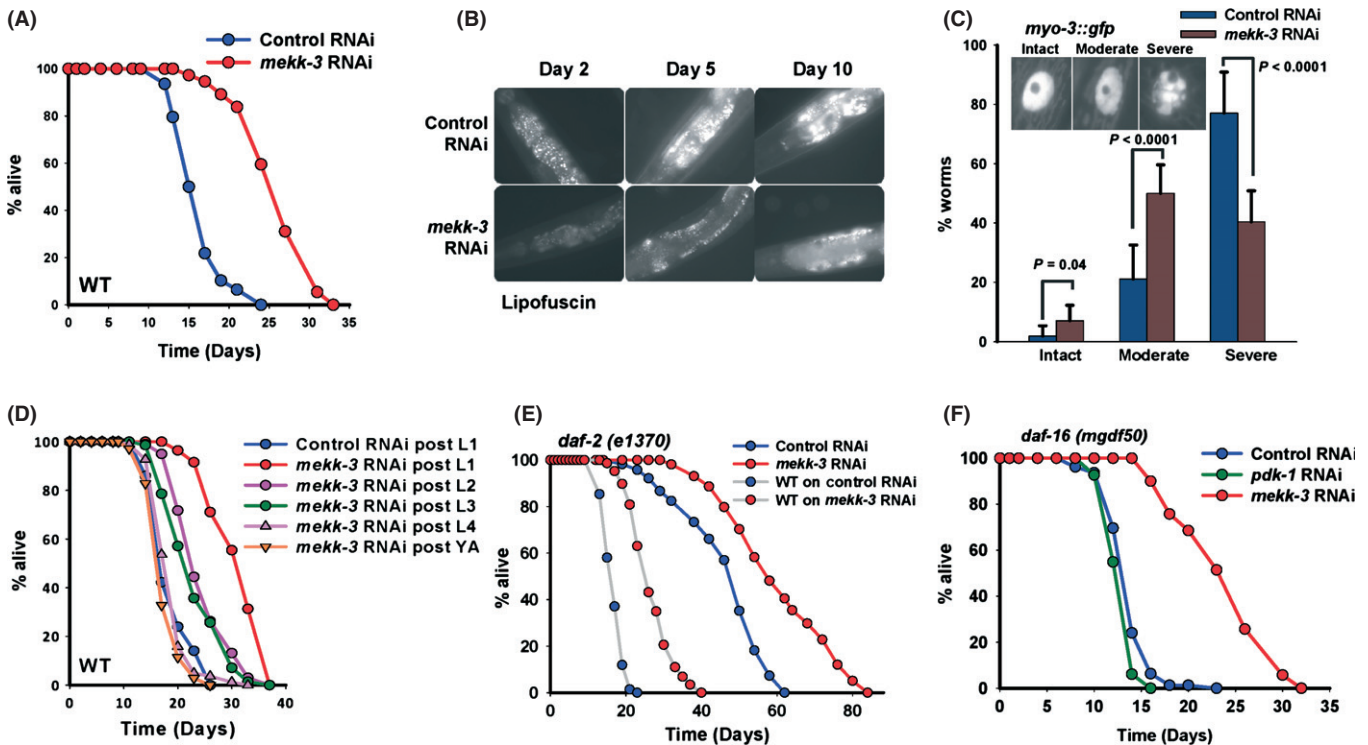 (A)
Control RNAi
mekk-3 RNAi
% alive
100
80
60
40
20
0
WT
0 5 10 15 20 25 30 35
Time (Days)
(B)
Day 2 Day 5 Day 10
Control
RNAi
mekk-3
RNAi
Lipofuscin
(C)
Control RNAi
mekk-3 RNAi
myo-3::gfp
Intact Moderate Severe
P < 0.0001
P < 0.0001
P = 0.04
% worms
100
80
60
40
20
0
Intact Moderate Severe
(D)
Control RNAi post L1
mekk-3 RNAi post L1
mekk-3 RNAi post L2
mekk-3 RNAi post L3
mekk-3 RNAi post L4
mekk-3 RNAi post YA
% alive
100
80
60
40
20
0
WT
0 10 20 30 40
Time (Days)
(E)
daf-2 (e1370)
Control RNAi
mekk-3 RNAi
WT on control RNAi
WT on mekk-3 RNAi
% alive
100
80
60
40
20
0
0 20 40 60 80
Time (Days)
(F)
daf-16 (mgdf50)
Control RNAi
pdk-1 RNAi
mekk-3 RNAi
% alive
100
80
60
40
20
0
0 5 10 15 20 25 30 35
Time (Days)